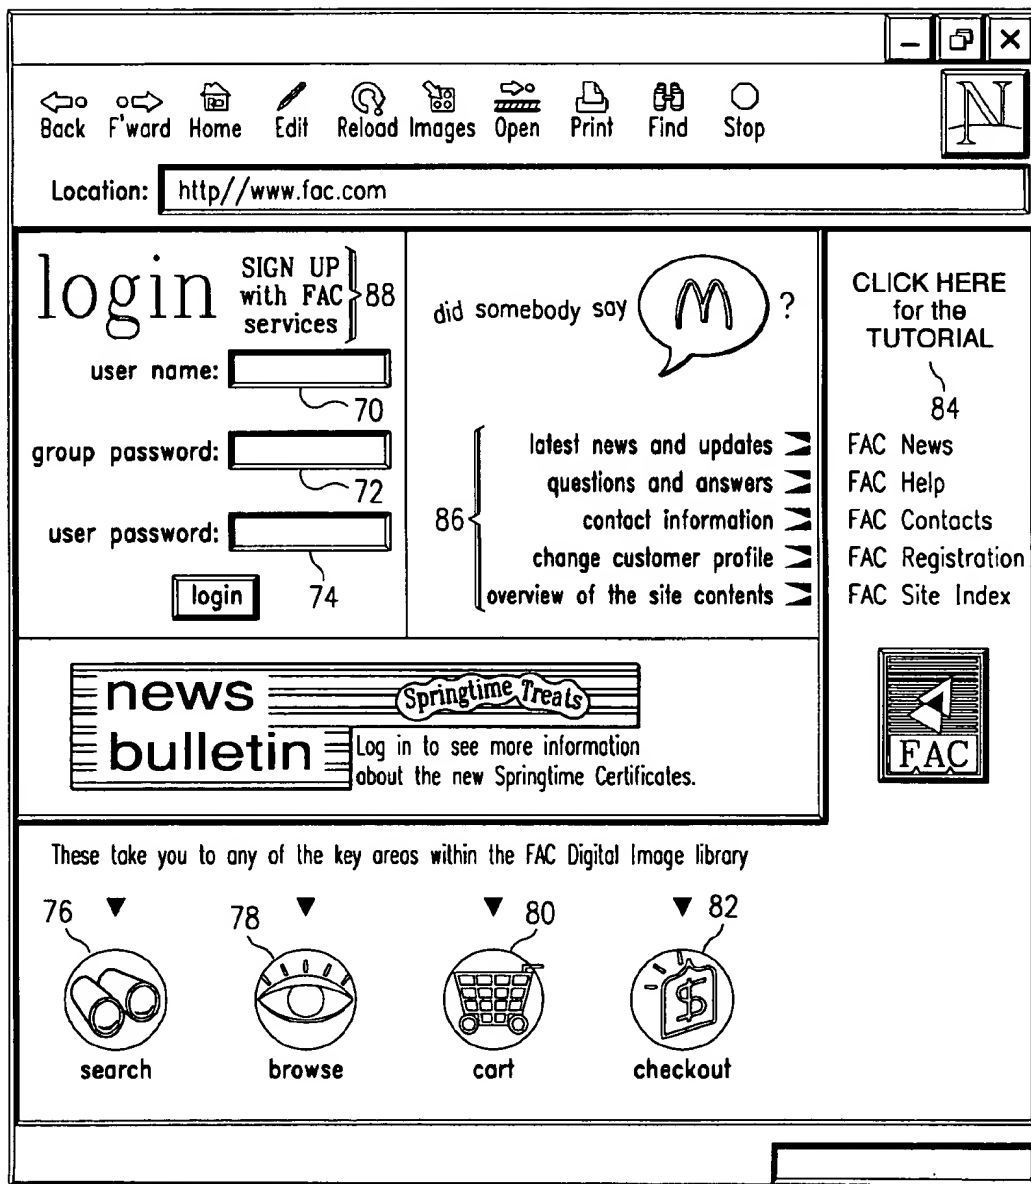 Back F'ward Home Edit Reload Images Open Print Find Stop
N
Location: http//www.fac.com
login
SIGN UP
with FAC
services
88
user name:
70
group password:
72
user password:
74
login
did somebody say M ?
86
latest news and updates
questions and answers
contact information
change customer profile
overview of the site contents
CLICK HERE
for the
TUTORIAL
84
FAC News
FAC Help
FAC Contacts
FAC Registration
FAC Site Index
FAC
news
bulletin
Springtime Treats
Log in to see more information
about the new Springtime Certificates.
These take you to any of the key areas within the FAC Digital Image library
76 78 80 82
$
search browse cart checkout